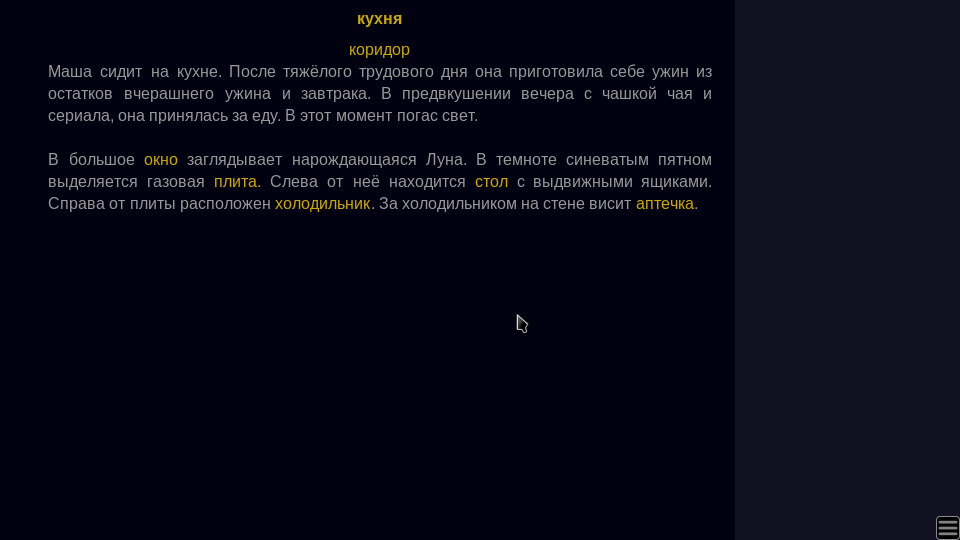 кухня
коридор
Маша сидит на кухне. После тяжёлого трудового дня она приготовила себе ужин из
остатков вчерашнего ужина и завтрака. В предвкушении вечера с чашкой чая и
сериала, она принялась за еду. В этот момент погас свет.
В большое окно заглядывает нарождающаяся Луна. В темноте синеватым пятном
выделяется газовая плита. Слева от неё находится стол с выдвижными ящиками.
Справа от плиты расположен холодильник. За холодильником на стене висит аптечка.